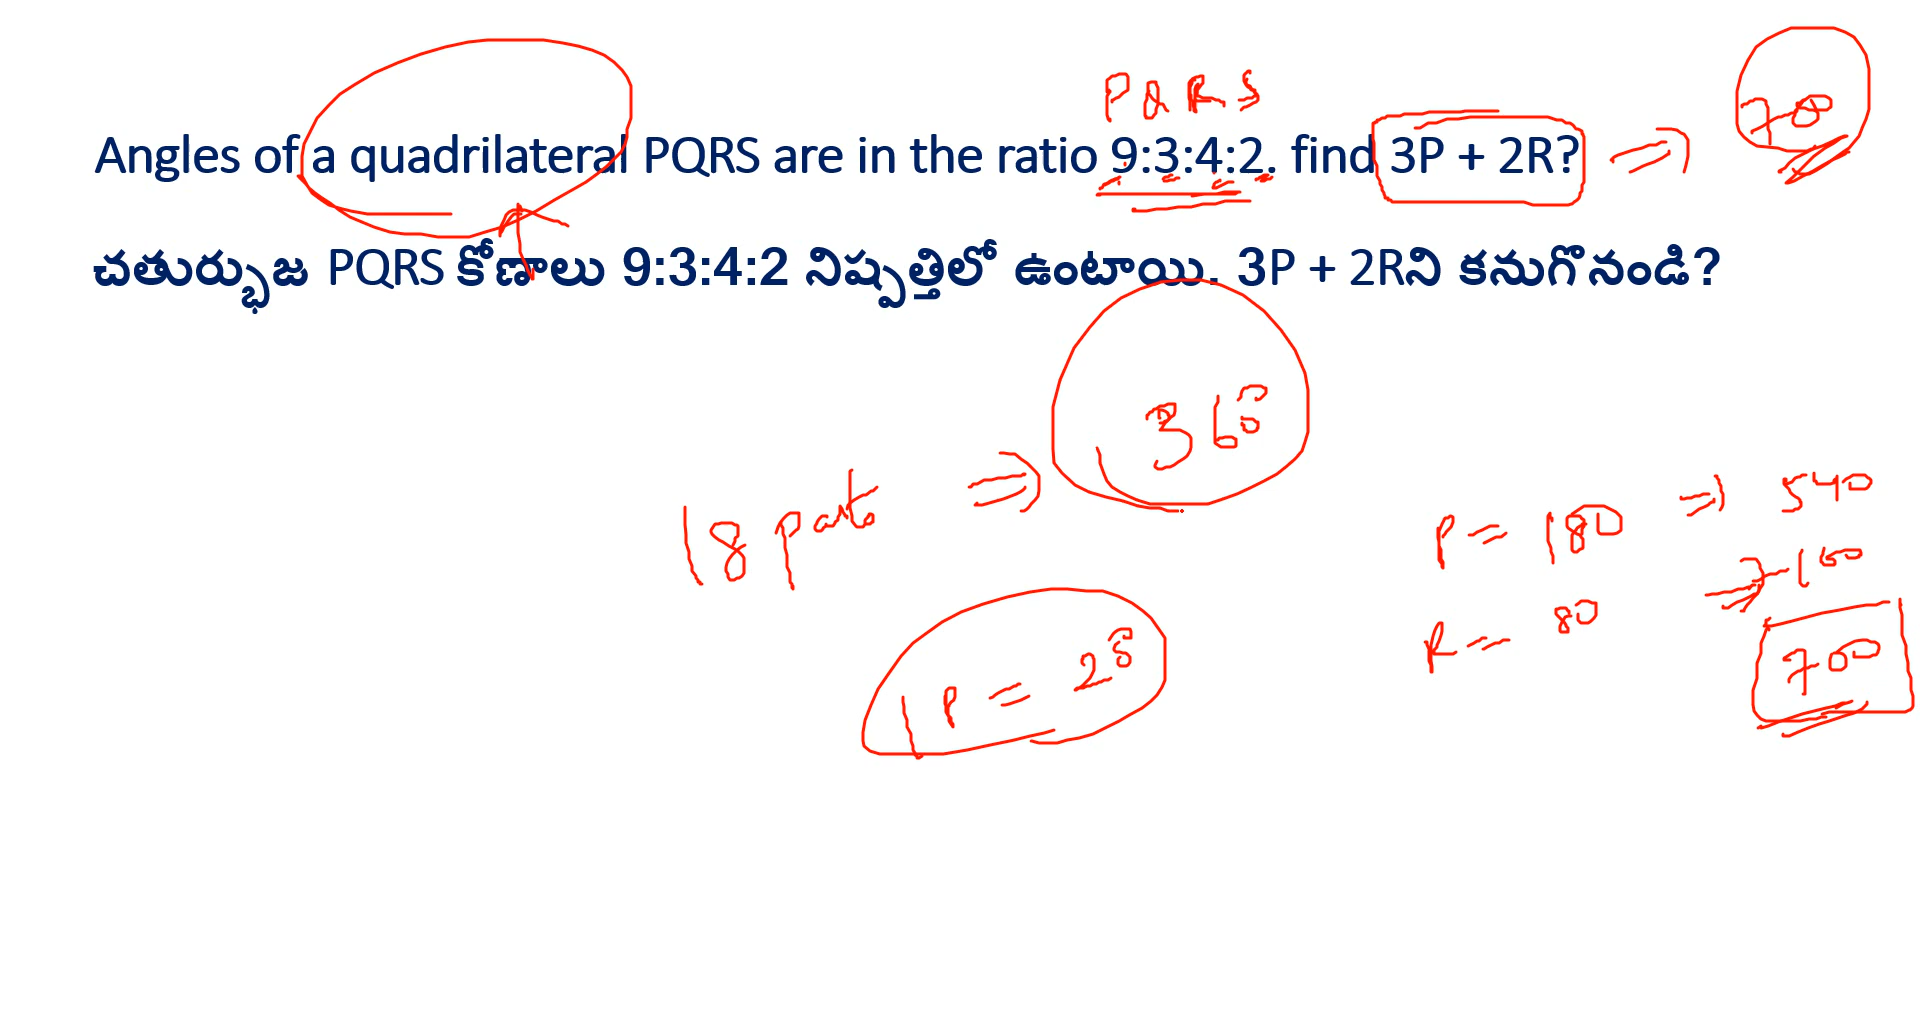 P Q R S
700
Angles of a quadrilateral PQRS are in the ratio 9:3:4:2. find 3P + 2R? ⇒
చతుర్భుజ PQRS కోణాలు 9:3:4:2 నిష్పత్తిలో ఉంటాయి. 3P + 2Rని కనుగొనండి?
18 parts ⇒ 360
P = 180 ⇒ 540
R = 80 ⇒ 160
1P = 20
700